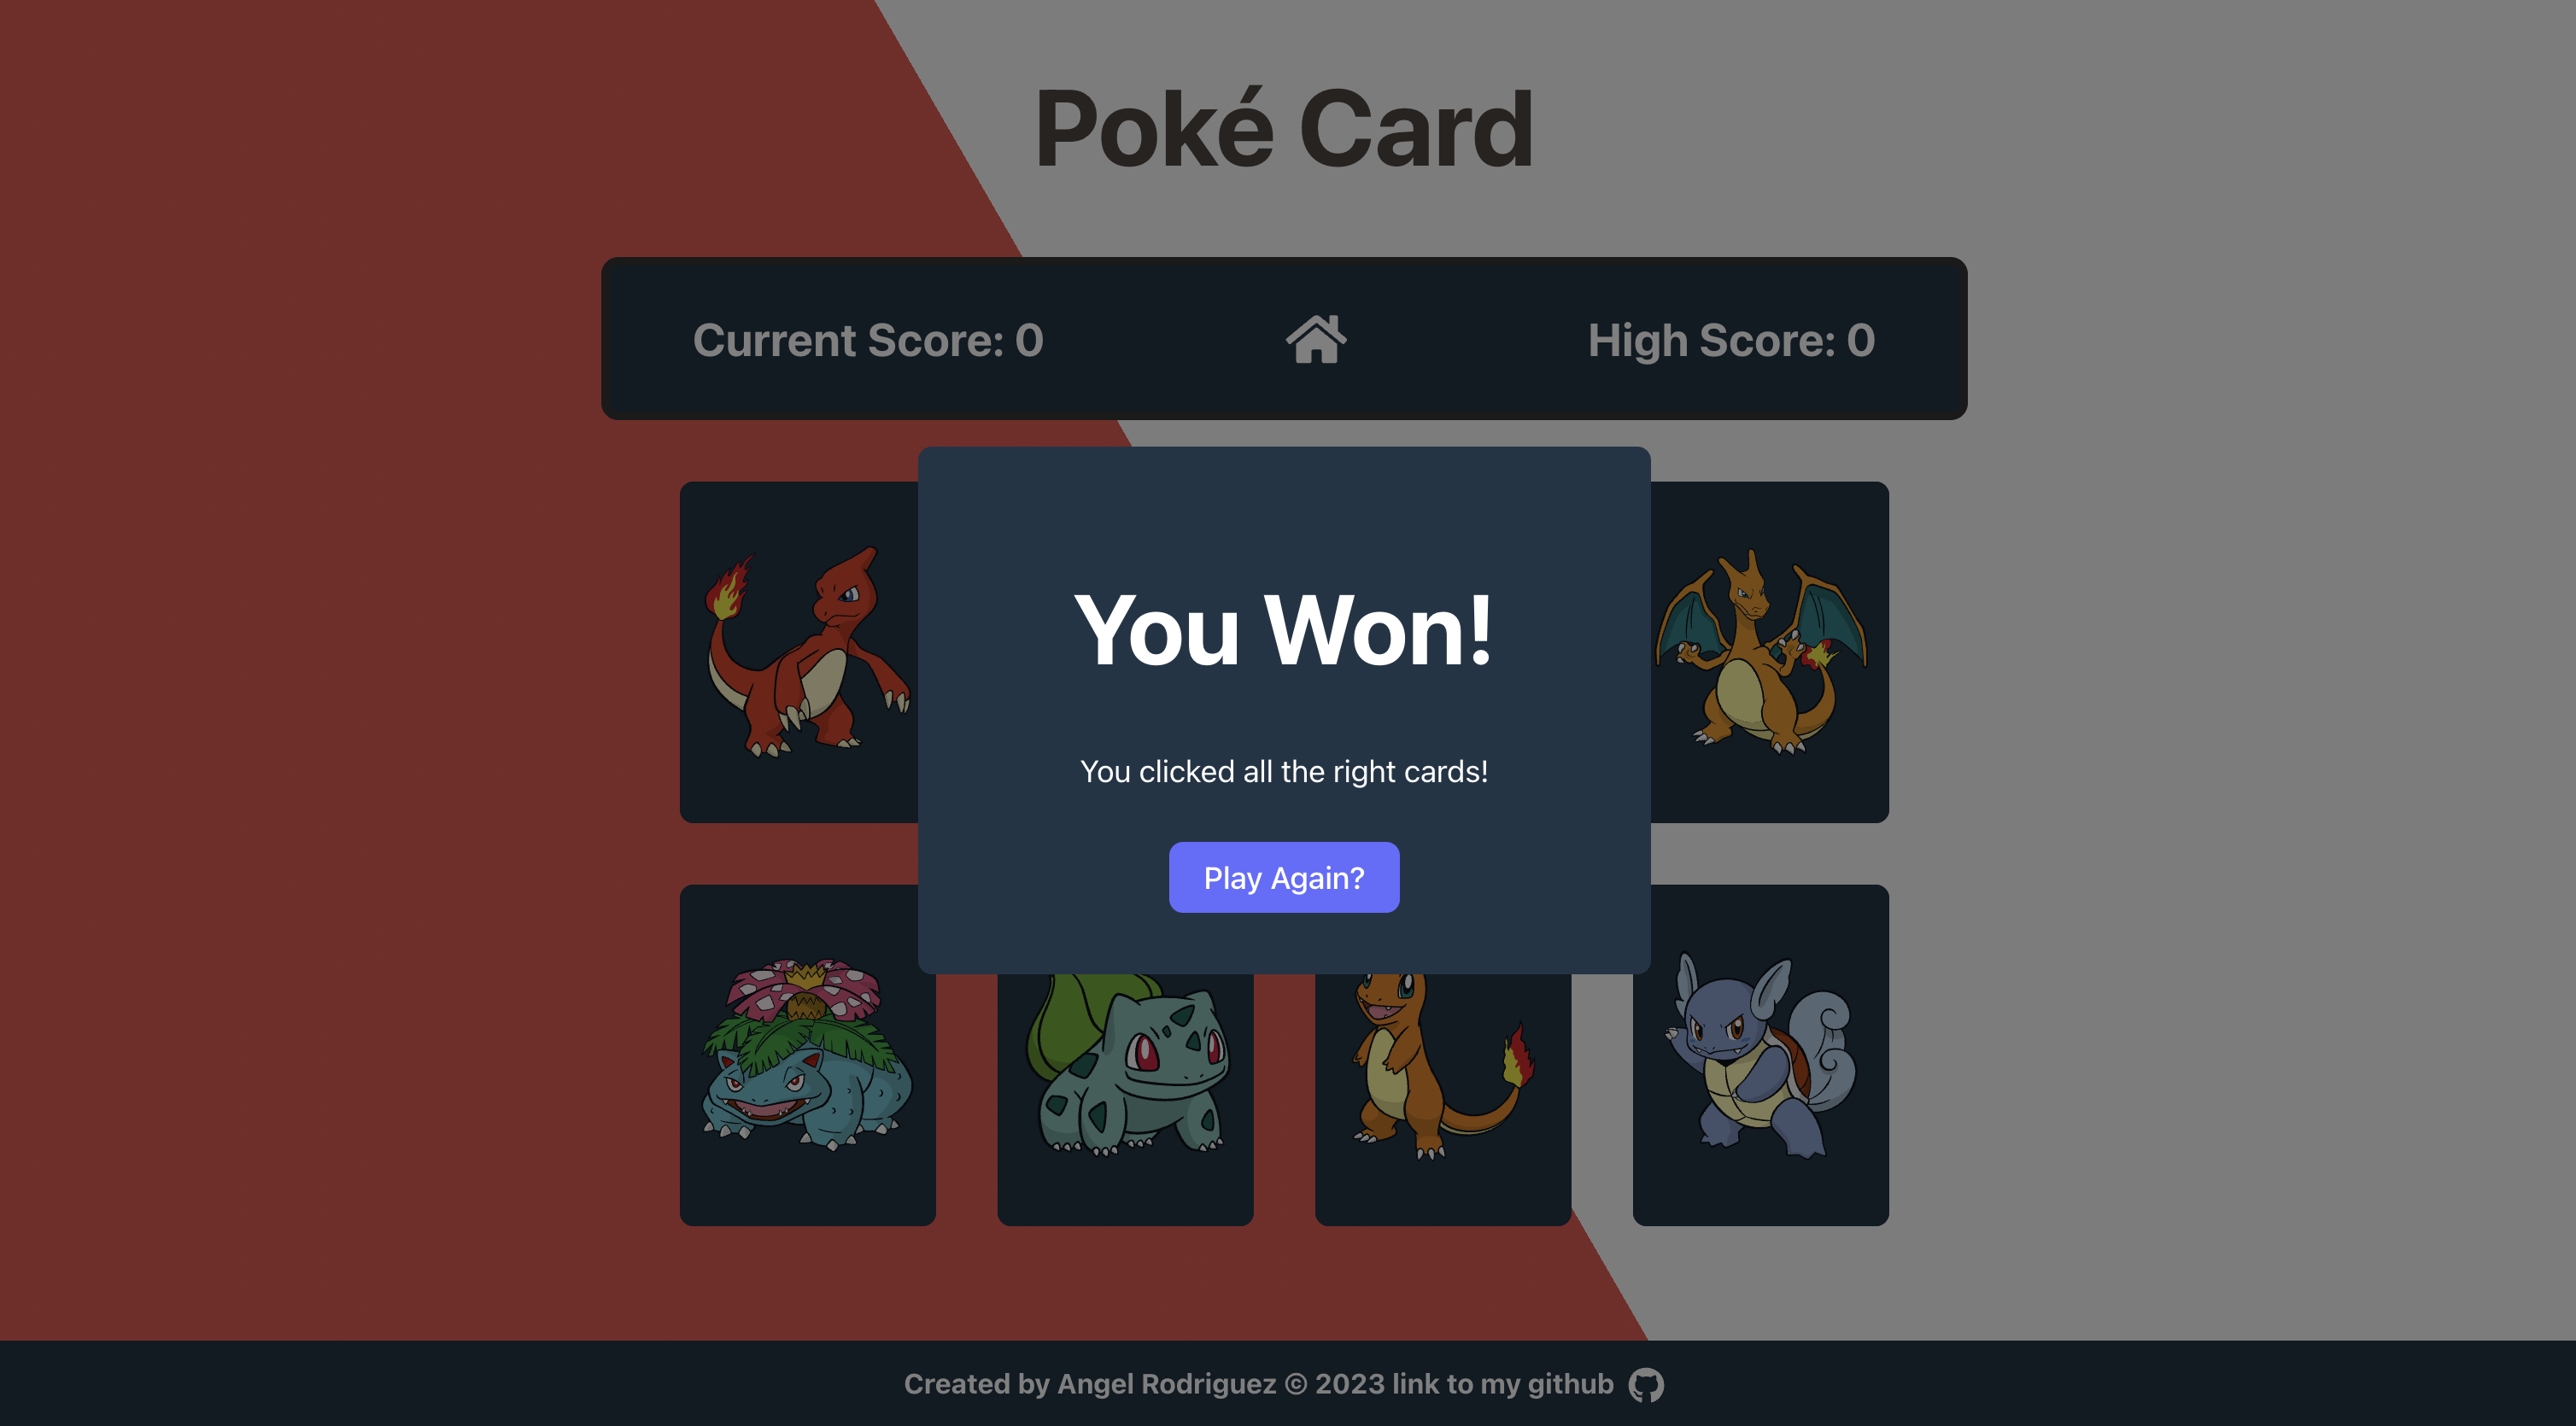 Poké Card
Current Score: 0
High Score: 0
You Won!
You clicked all the right cards!
Play Again?
Created by Angel Rodriguez © 2023 link to my github